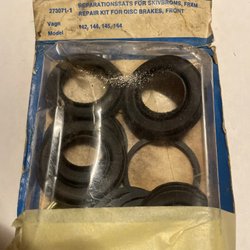 273071-1 REPARATIONSSATS FÖR SKIVBROMS, FRAM
REPAIR KIT FOR DISC BRAKES, FRONT
Vagn
Model 142, 144, 145, 164